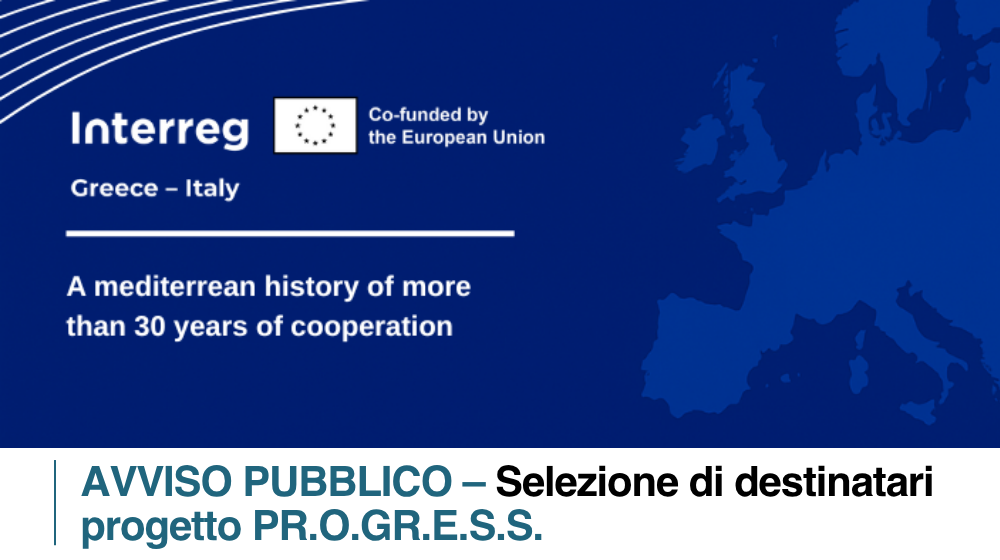 Interreg
Co-funded by
the European Union
Greece – Italy
A mediterrean history of more
than 30 years of cooperation
AVVISO PUBBLICO – Selezione di destinatari
progetto PR.O.GR.E.S.S.